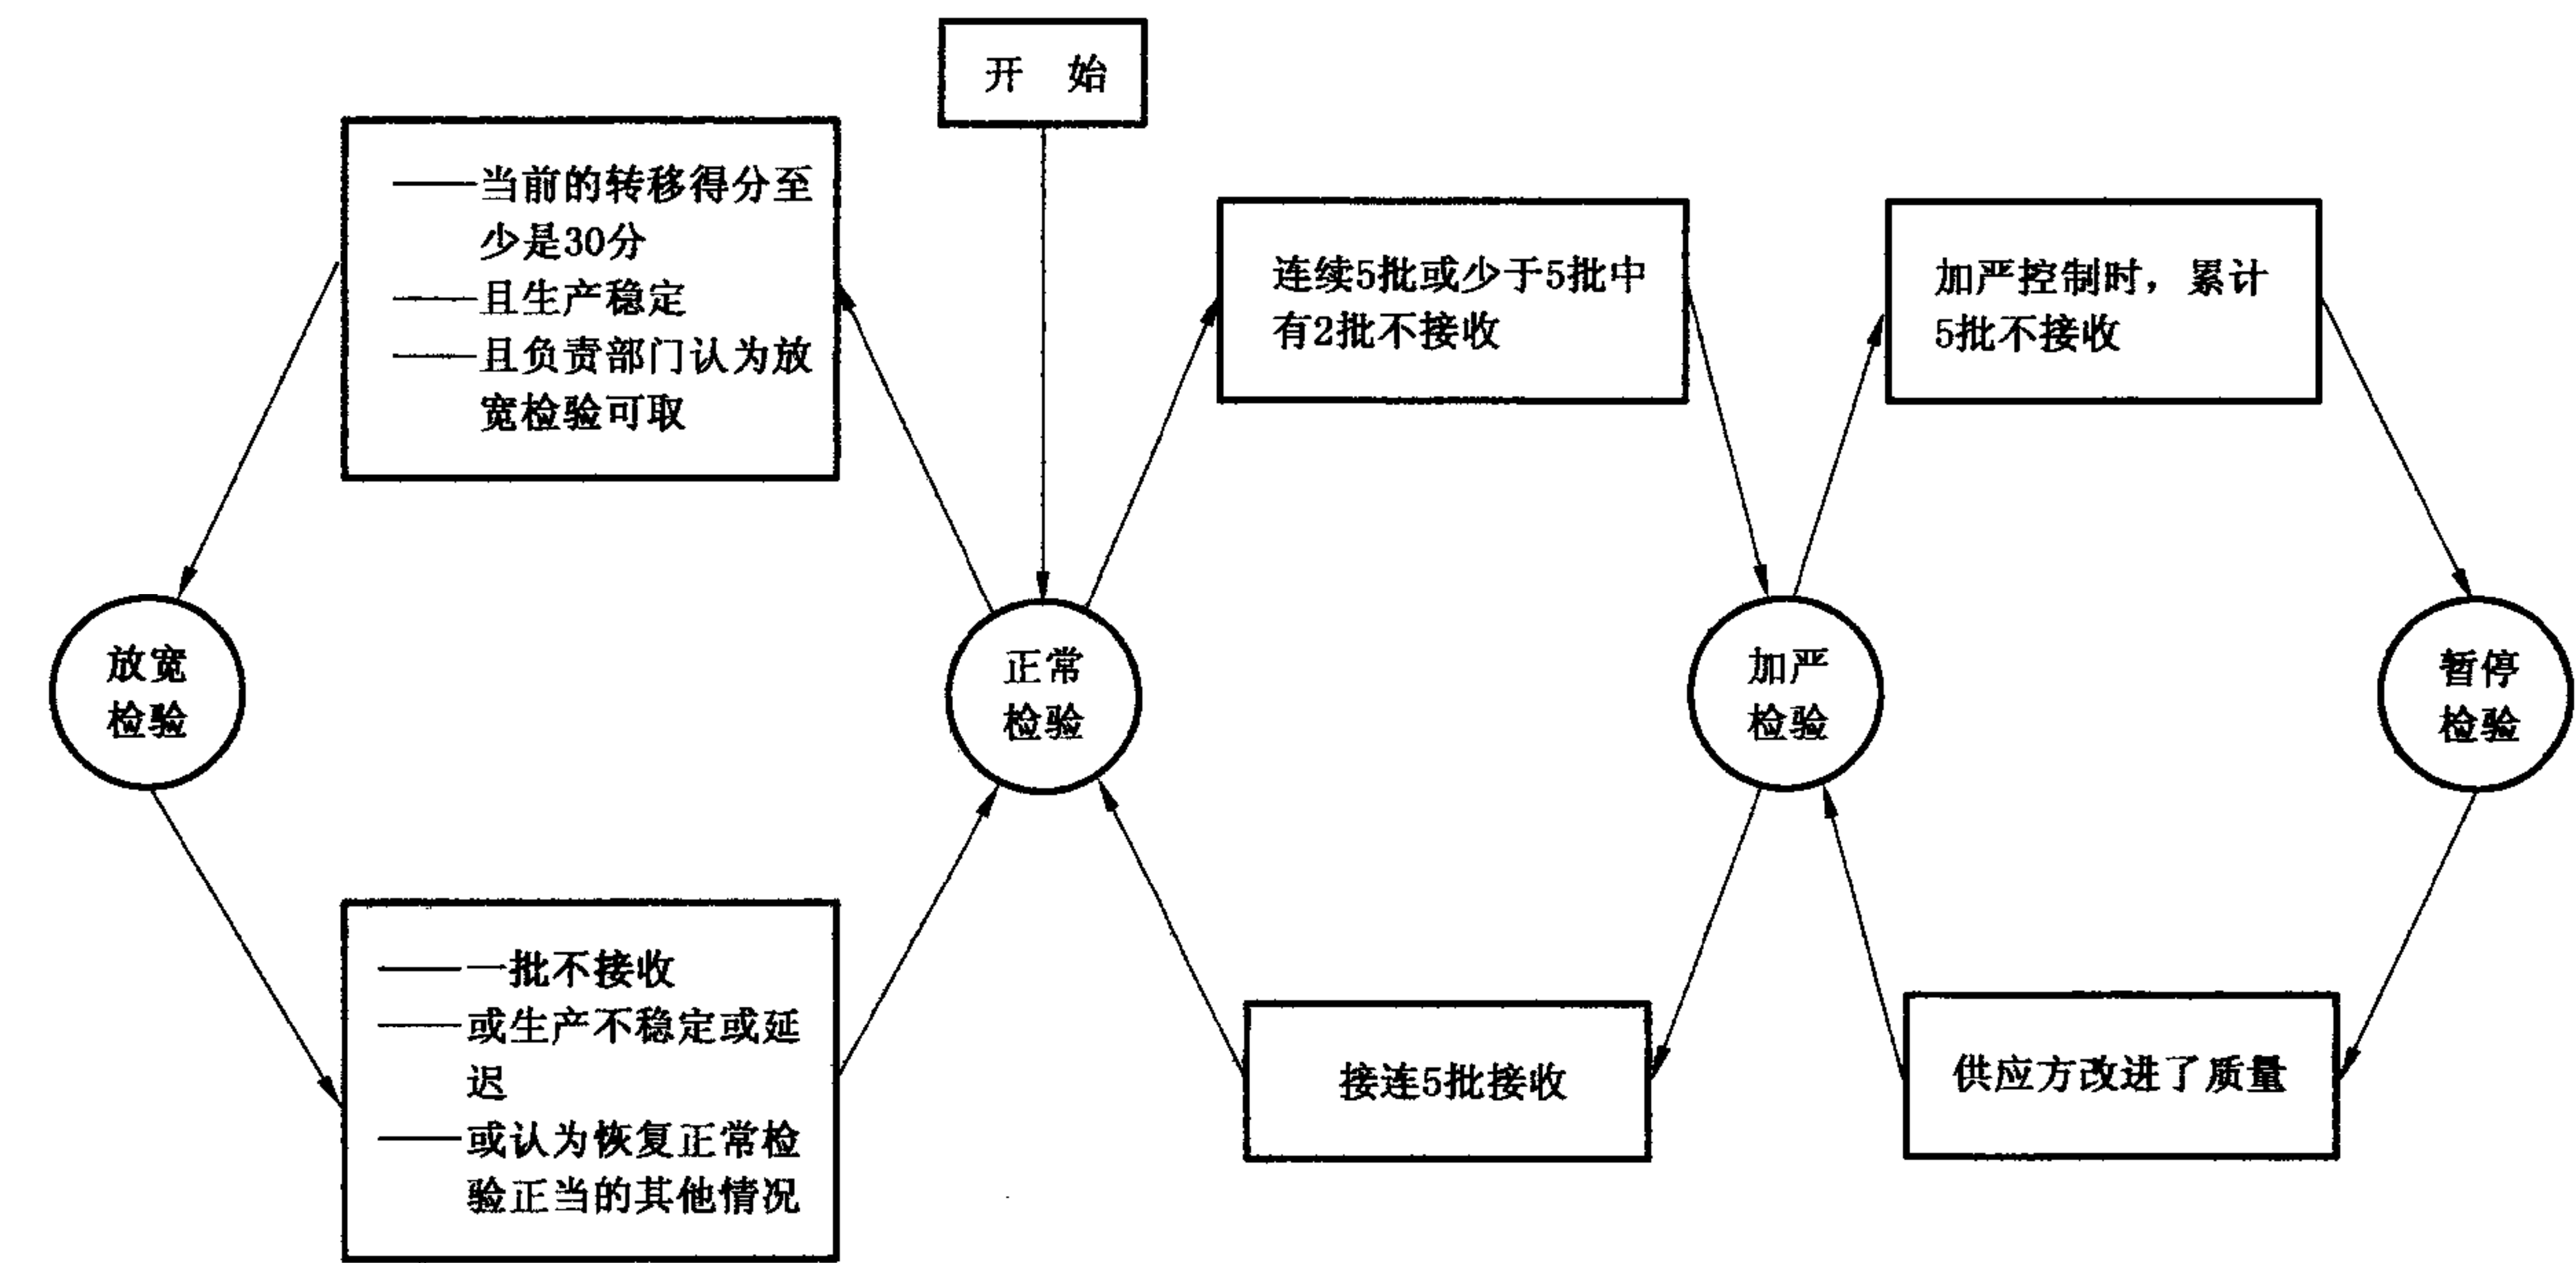 开 始
——当前的转移得分至
少是30分
——且生产稳定
——且负责部门认为放
宽检验可取
连续5批或少于5批中
有2批不接收
加严控制时，累计
5批不接收
放宽
检验
正常
检验
加严
检验
暂停
检验
——一批不接收
——或生产不稳定或延
迟
——或认为恢复正常检
验正当的其他情况
接连5批接收
供应方改进了质量